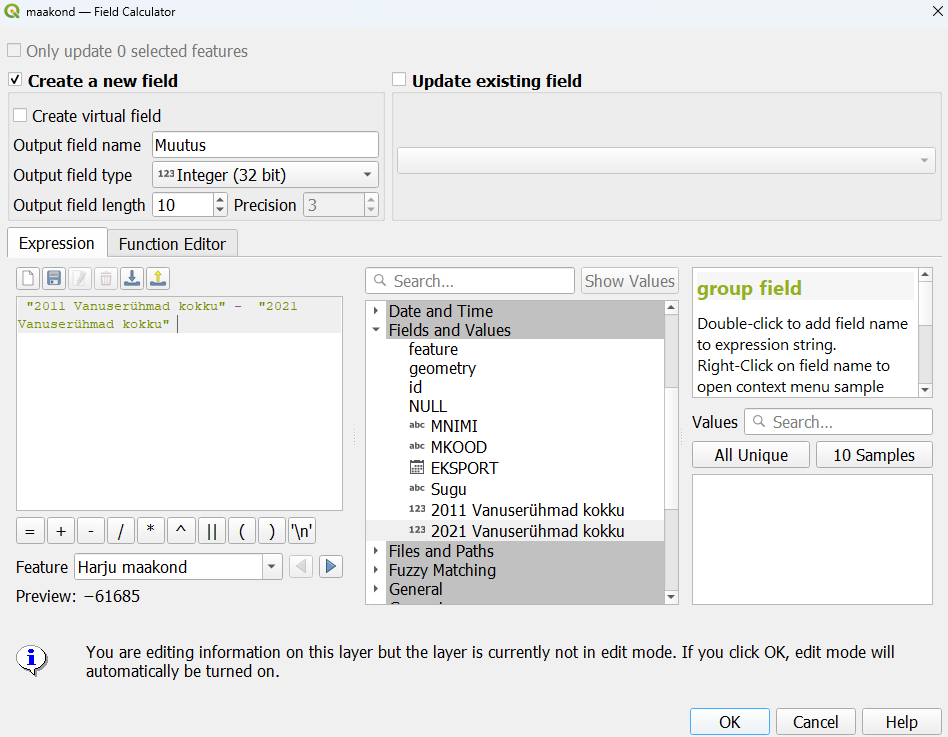 maakond — Field Calculator
Only update 0 selected features
Create a new field
Update existing field
Create virtual field
Output field name Muutus
Output field type 123 Integer (32 bit)
Output field length 10 Precision 3
Expression Function Editor
Search... Show Values
"2011 Vanuserühmad kokku" - "2021
Vanuserühmad kokku"
Date and Time
Fields and Values
feature
geometry
id
NULL
abc MNIMI
abc MKOOD
EKSPORT
abc Sugu
123 2011 Vanuserühmad kokku
123 2021 Vanuserühmad kokku
Files and Paths
Fuzzy Matching
General
group field
Double-click to add field name
to expression string.
Right-Click on field name to
open context menu sample
Values Search...
All Unique 10 Samples
= + - / * ^ || ( ) '\n'
Feature Harju maakond
Preview: −61685
You are editing information on this layer but the layer is currently not in edit mode. If you click OK, edit mode will
automatically be turned on.
OK Cancel Help